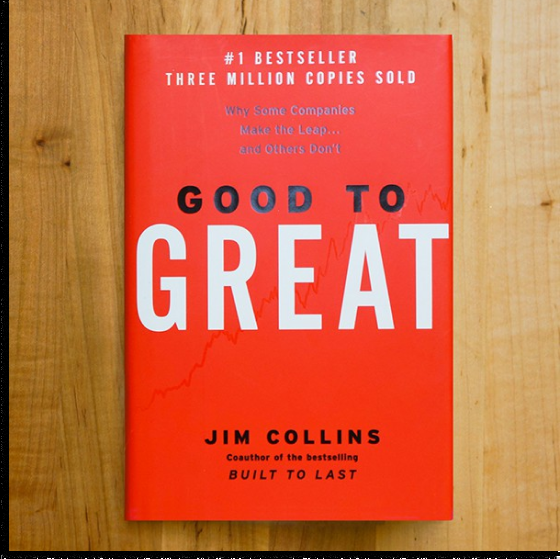 #1 BESTSELLER
THREE MILLION COPIES SOLD
Why Some Companies
Make the Leap...
and Others Don't
GOOD TO
GREAT
JIM COLLINS
Coauthor of the bestselling
BUILT TO LAST